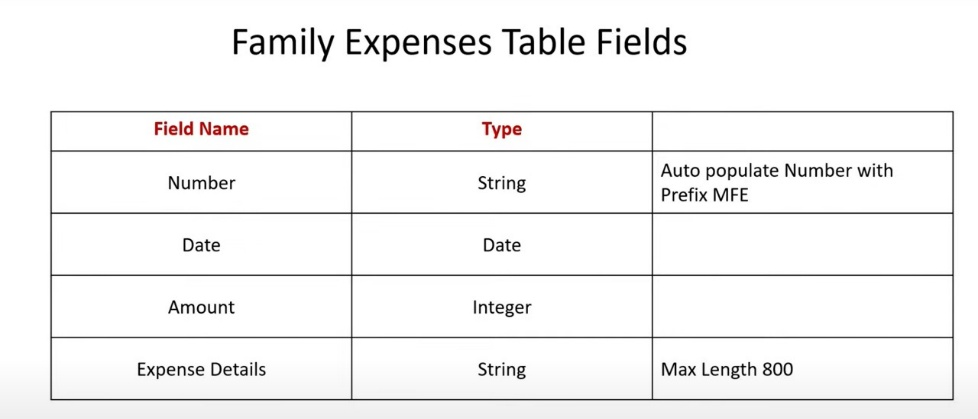 Family Expenses Table Fields
Field Name
Type
Number
String
Auto populate Number with
Prefix MFE
Date
Date
Amount
Integer
Expense Details
String
Max Length 800